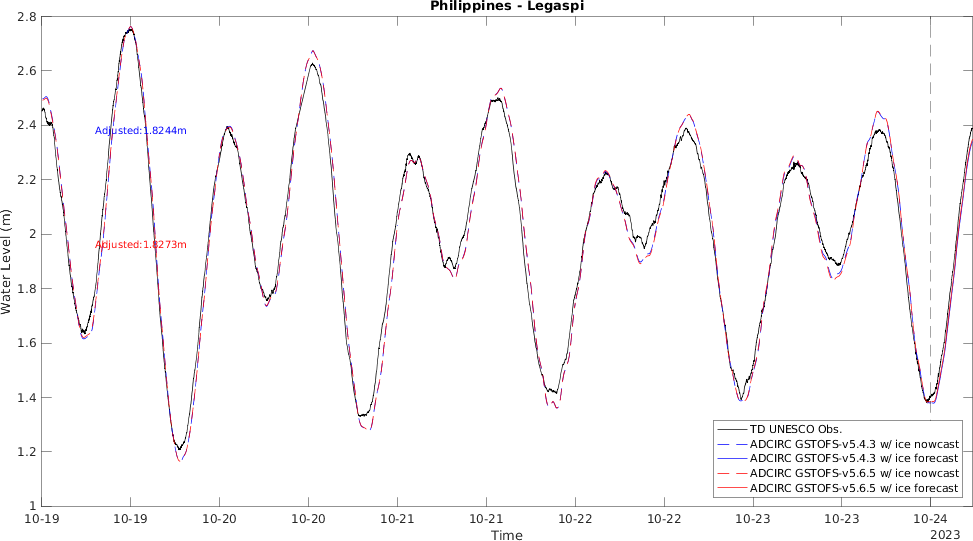 Philippines - Legaspi
2.8
2.6
2.4
2.2
2
1.8
1.6
1.4
1.2
1
Water Level (m)
Adjusted:1.8244m
Adjusted:1.8273m
TD UNESCO Obs.
ADCIRC GSTOFS-v5.4.3 w/ ice nowcast
ADCIRC GSTOFS-v5.4.3 w/ ice forecast
ADCIRC GSTOFS-v5.6.5 w/ ice nowcast
ADCIRC GSTOFS-v5.6.5 w/ ice forecast
10-19 10-19 10-20 10-20 10-21 10-21 10-22 10-22 10-23 10-23 10-24
Time
2023